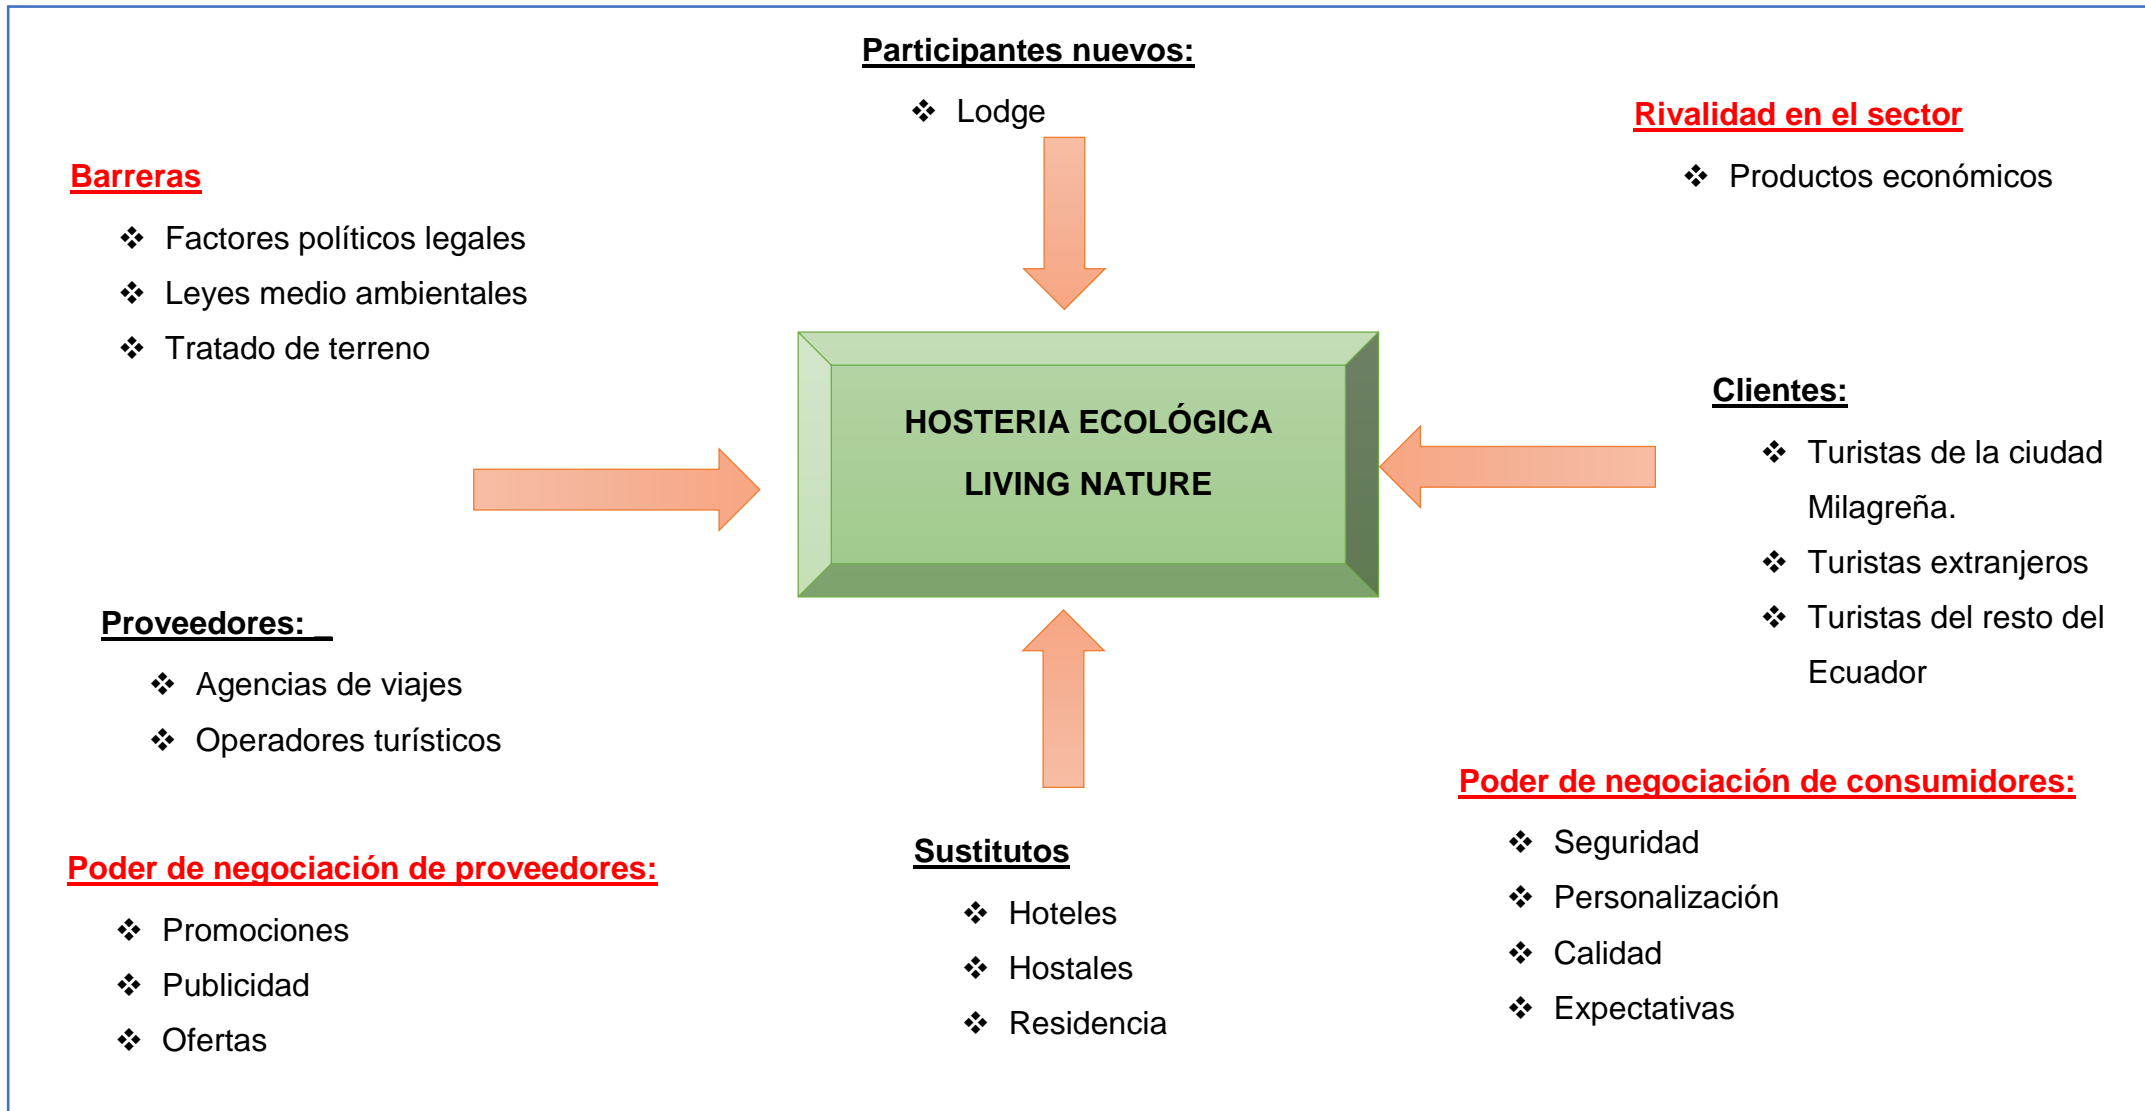 Participantes nuevos:
❖ Lodge
Rivalidad en el sector
❖ Productos económicos
Barreras
❖ Factores políticos legales
❖ Leyes medio ambientales
❖ Tratado de terreno
HOSTERIA ECOLÓGICA
LIVING NATURE
Clientes:
❖ Turistas de la ciudad
Milagreña.
❖ Turistas extranjeros
❖ Turistas del resto del
Ecuador
Proveedores: _
❖ Agencias de viajes
❖ Operadores turísticos
Poder de negociación de proveedores:
❖ Promociones
❖ Publicidad
❖ Ofertas
Sustitutos
❖ Hoteles
❖ Hostales
❖ Residencia
Poder de negociación de consumidores:
❖ Seguridad
❖ Personalización
❖ Calidad
❖ Expectativas